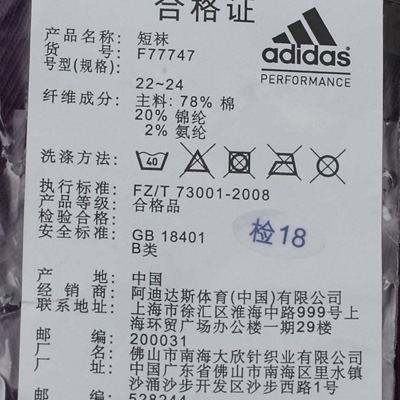 合格证
adidas
PERFORMANCE
产品名称: 短袜
货 号: F77747
号型(规格):
22~24
纤维成分: 主料: 78% 棉
20% 锦纶
2% 氨纶
洗涤方法: 40
执行标准: FZ/T 73001-2008
产品等级: 合格品
检验合格:
安全标准: GB 18401
B类
检18
产 地: 中国
经 销 商: 阿迪达斯体育(中国)有限公司
联系地址: 上海市徐汇区淮海中路999号上
海环贸广场办公楼一期29楼
邮 编: 200031
厂 名: 佛山市南海大欣针织业有限公司
厂 址: 中国广东省佛山市南海区里水镇
沙涌沙步开发区沙步西路1号
邮 编: 528244